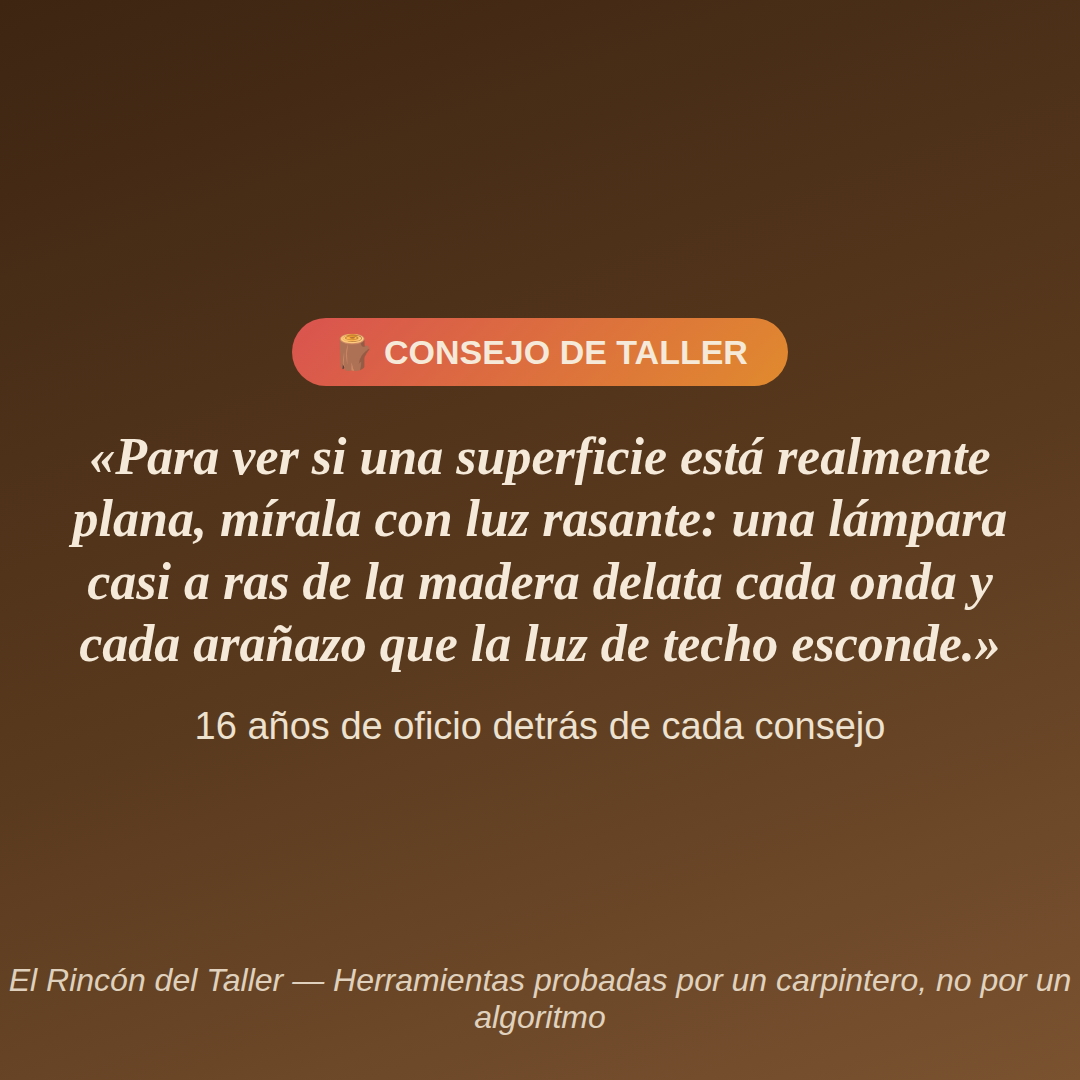 🪵 CONSEJO DE TALLER
«Para ver si una superficie está realmente
plana, mírala con luz rasante: una lámpara
casi a ras de la madera delata cada onda y
cada arañazo que la luz de techo esconde.»
16 años de oficio detrás de cada consejo
El Rincón del Taller — Herramientas probadas por un carpintero, no por un
algoritmo